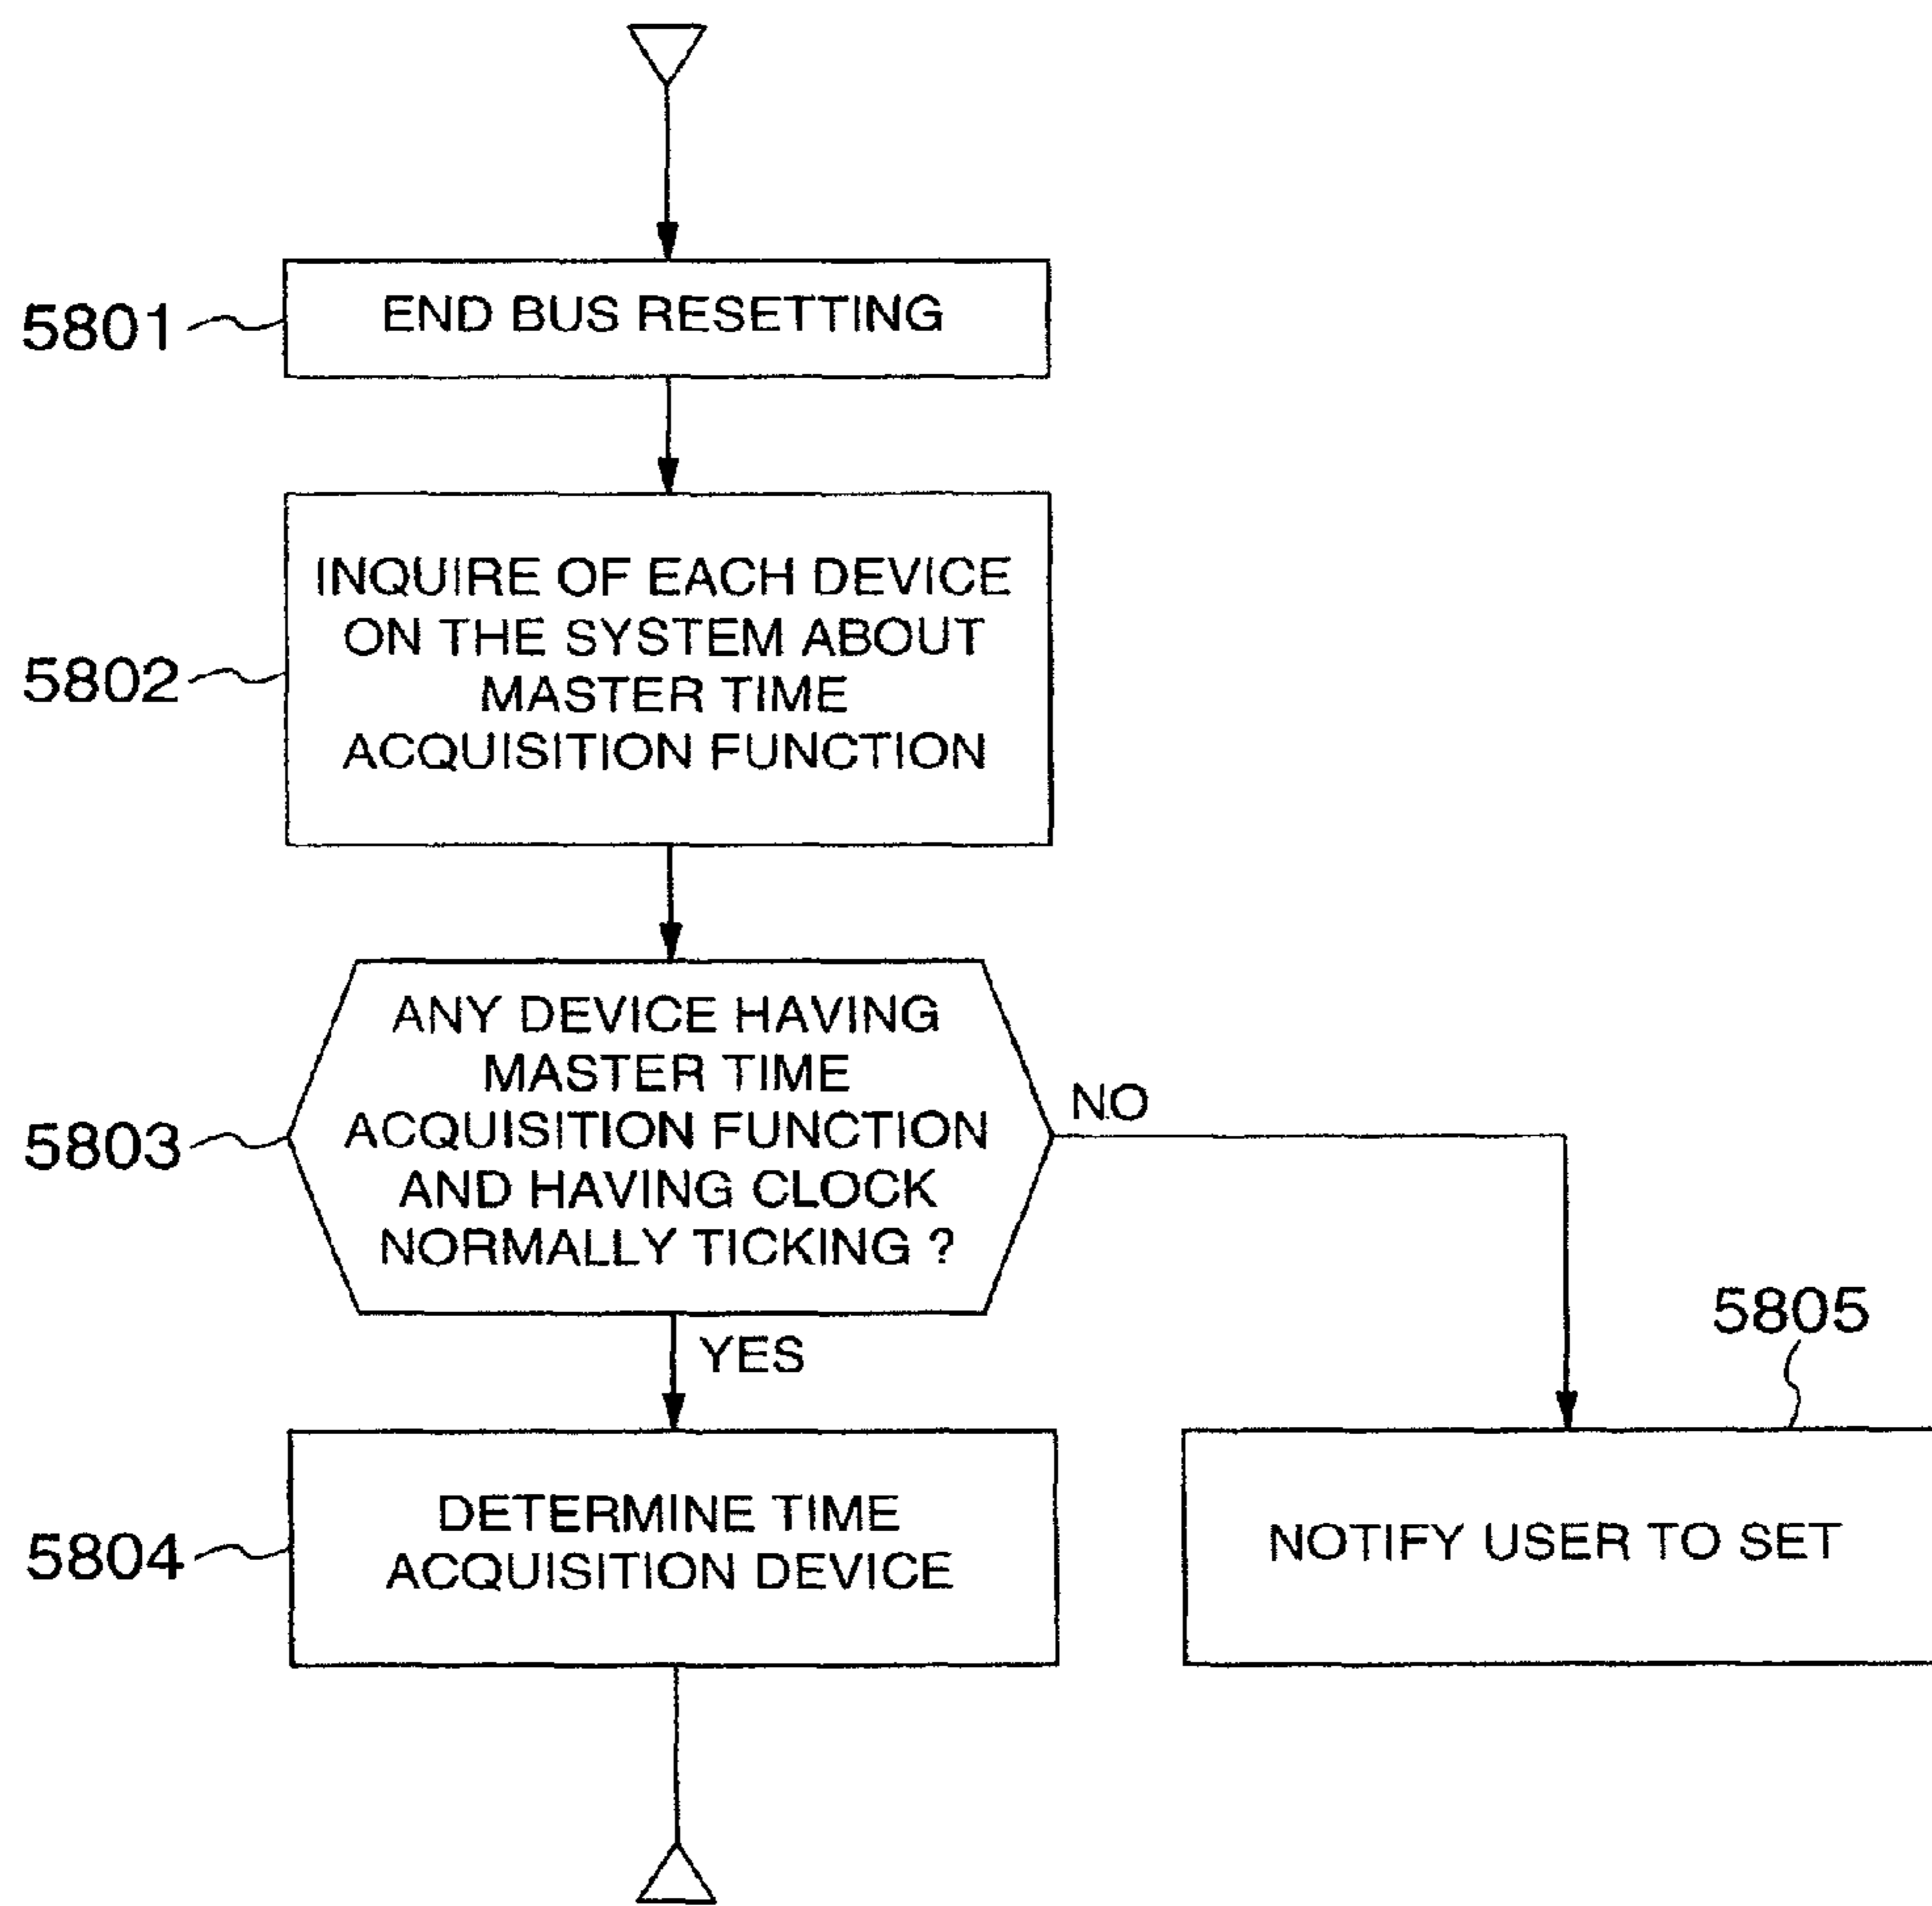 5801
END BUS RESETTING
5802
INQUIRE OF EACH DEVICE
ON THE SYSTEM ABOUT
MASTER TIME
ACQUISITION FUNCTION
5803
ANY DEVICE HAVING
MASTER TIME
ACQUISITION FUNCTION
AND HAVING CLOCK
NORMALLY TICKING ?
NO
YES
5804
DETERMINE TIME
ACQUISITION DEVICE
5805
NOTIFY USER TO SET